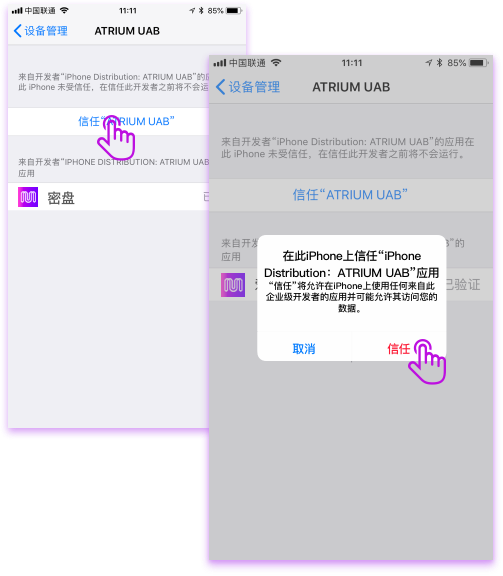 中国联通 11:11 85%
设备管理 ATRIUM UAB
来自开发者“iPhone Distribution: ATRIUM UAB”的应
此 iPhone 未受信任，在信任此开发者之前将不会运
信任“ATRIUM UAB”
来自开发者“IPHONE DISTRIBUTION: ATRIUM UAB
应用
密盘
中国联通 11:11 85%
设备管理 ATRIUM UAB
来自开发者“iPhone Distribution: ATRIUM UAB”的应用在
此 iPhone 未受信任，在信任此开发者之前将不会运行。
信任“ATRIUM UAB”
来自开 B”的
应用
已验证
在此iPhone上信任“iPhone
Distribution：ATRIUM UAB”应用
“信任”将允许在iPhone上使用任何来自此
企业级开发者的应用并可能允许其访问您的
数据。
取消 信任